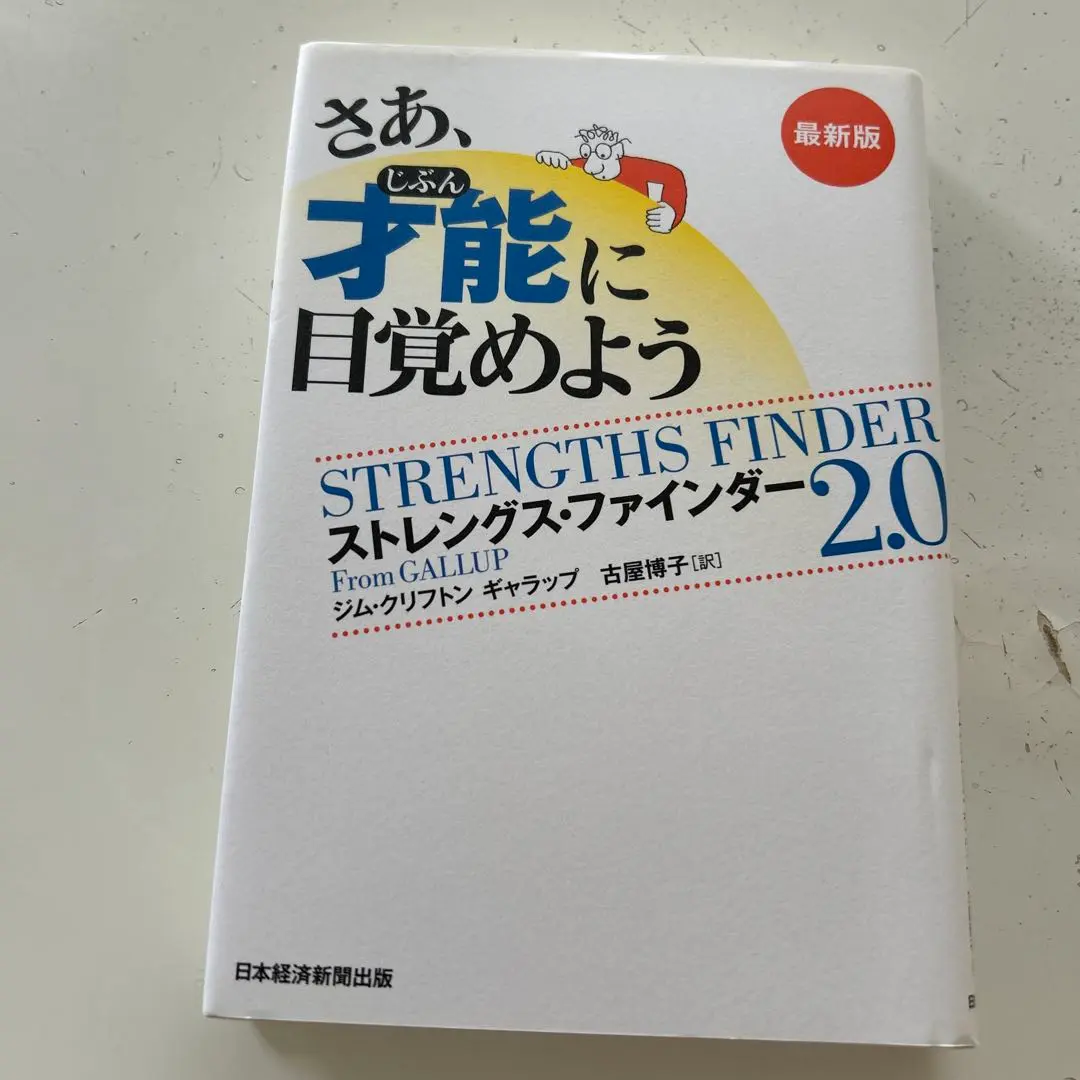 さあ、
最新版
じぶん
才能に
目覚めよう
STRENGTHS FINDER
ストレングス・ファインダー2.0
From GALLUP
ジム・クリフトン ギャラップ 古屋博子[訳]
日本経済新聞出版